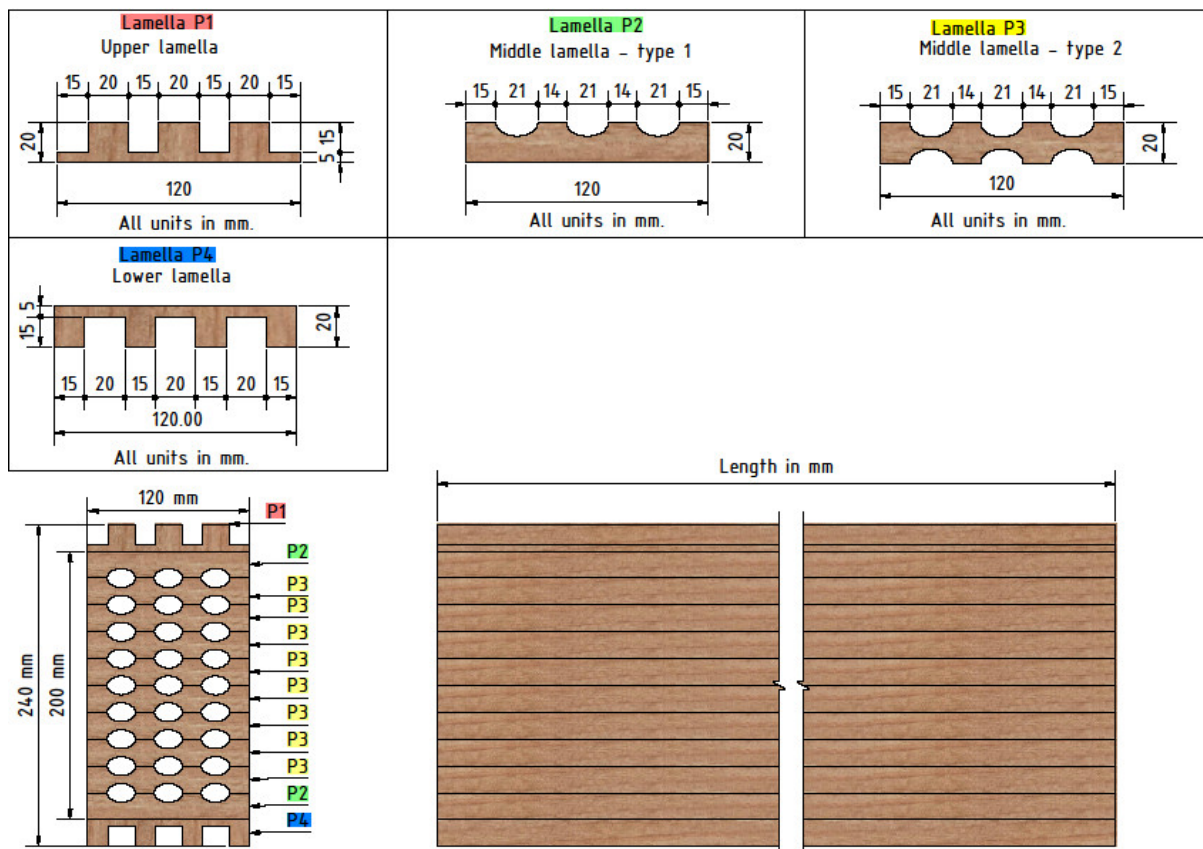 Lamella P1
Upper lamella
15 20 15 20 15 20 15
20
15
5
120
All units in mm.
Lamella P2
Middle lamella - type 1
15 21 14 21 14 21 15
20
120
All units in mm.
Lamella P3
Middle lamella - type 2
15 21 14 21 14 21 15
20
120
All units in mm.
Lamella P4
Lower lamella
5
15
20
15 20 15 20 15 20 15
120.00
All units in mm.
120 mm
240 mm
200 mm
P1
P2
P3
P3
P3
P3
P3
P3
P3
P3
P2
P4
Length in mm